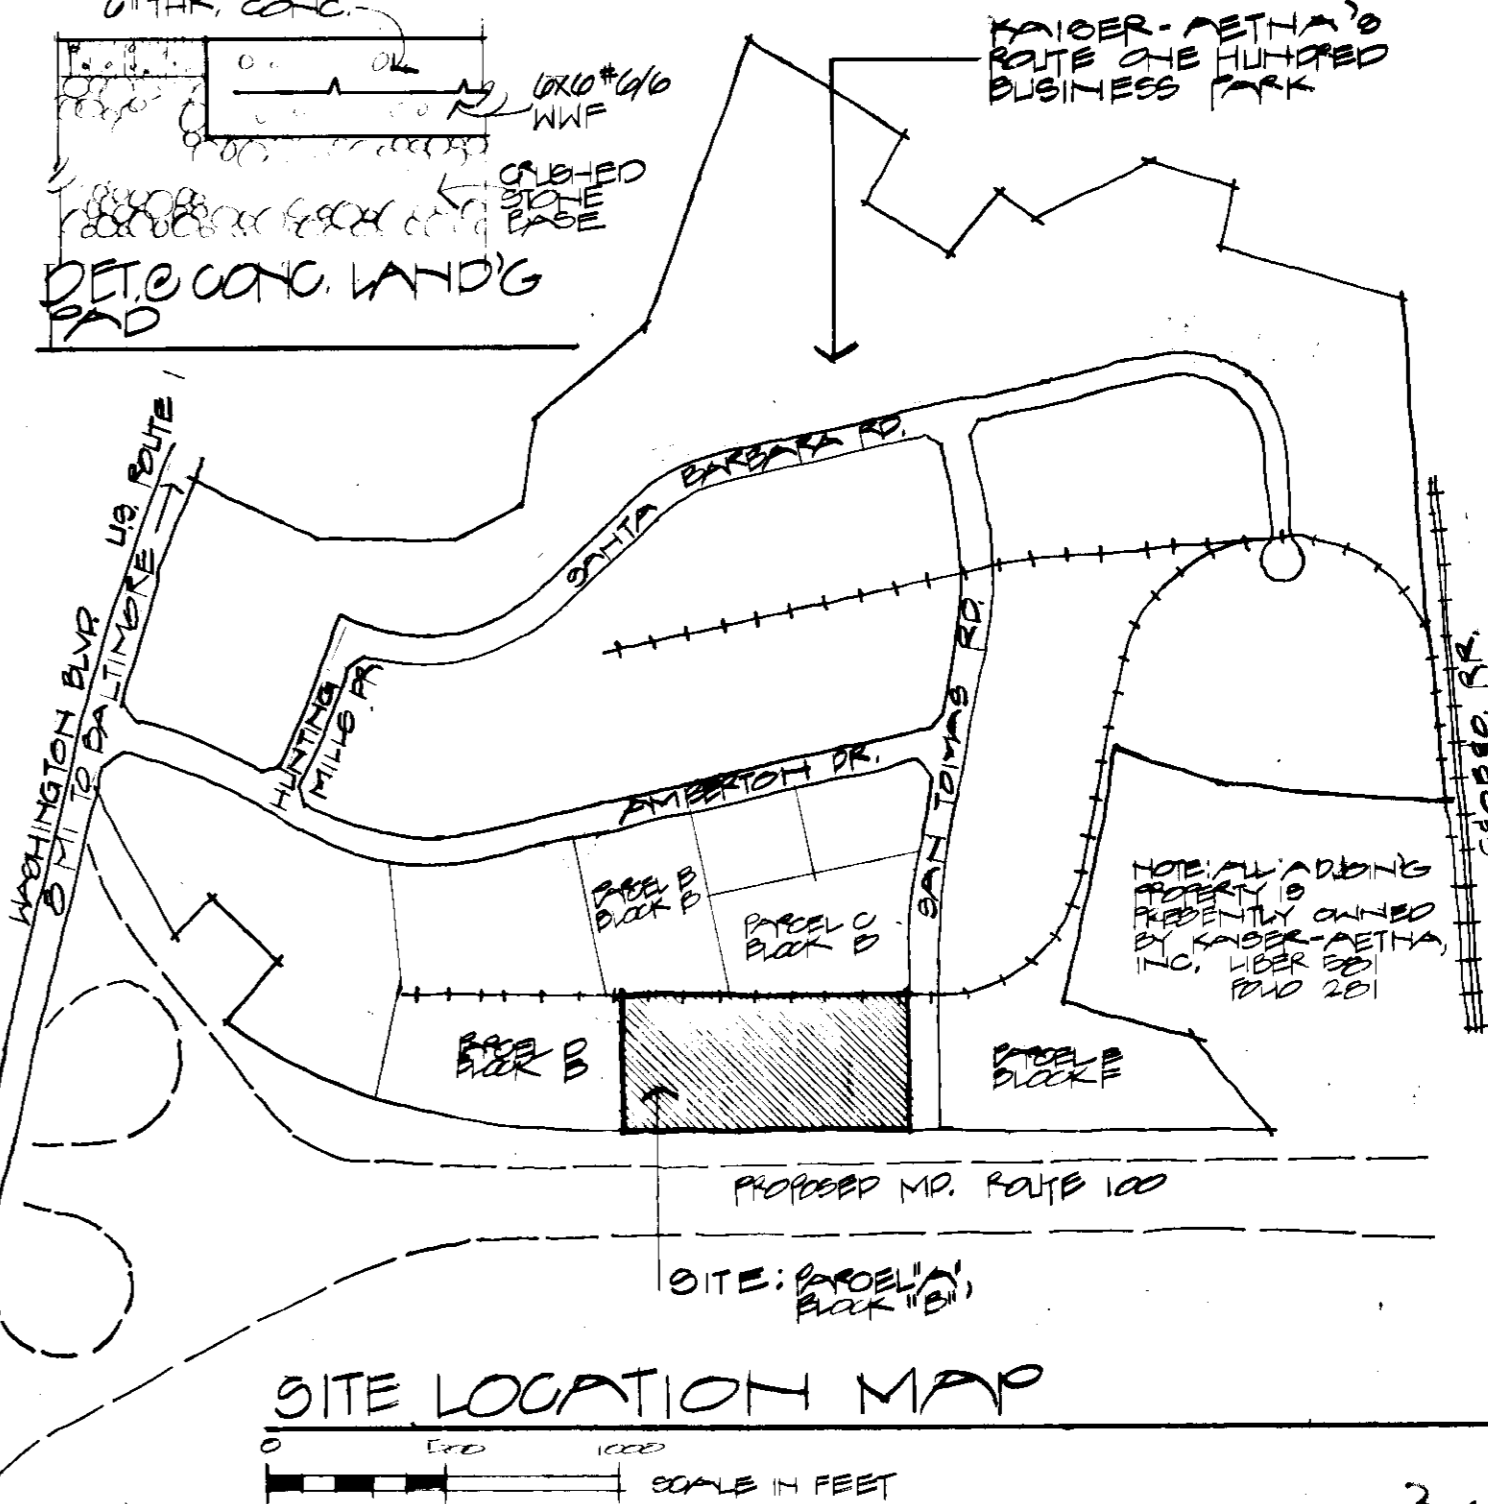 6" THK. CONC.
6x6 #6/6
WWF
CRUSHED
STONE
BASE
DET. @ CONC. LAND'G
PAD
KAISER-AETNA'S
ROUTE ONE HUNDRED
BUSINESS PARK
U.S. ROUTE 1
WASHINGTON BLVD.
8 MI TO BALTIMORE
SANTA BARBARA RD.
HUNTING
MILLS DR.
AMBERTON DR.
SAN TOMAS RD.
RR.
PARCEL B
BLOCK B
PARCEL C
BLOCK B
NOTE: ALL ADJOIN'G
PROPERTY IS
PRESENTLY OWNED
BY KAISER-AETNA,
INC. LIBER 581
FOLIO 281
PARCEL D
BLOCK B
PARCEL E
BLOCK F
PROPOSED MD. ROUTE 100
SITE: PARCEL "A",
BLOCK "B"
SITE LOCATION MAP
0 500 1000
SCALE IN FEET